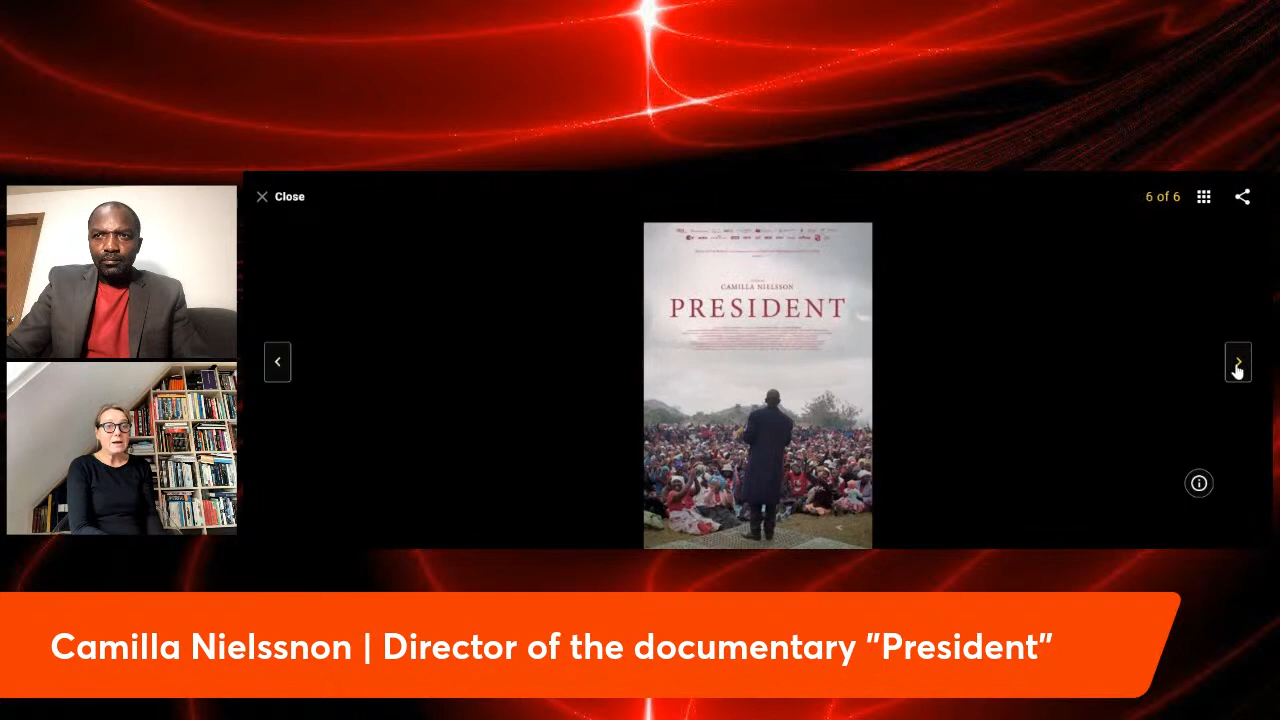 Close
6 of 6
CAMILLA NIELSSON
PRESIDENT
Camilla Nielssnon | Director of the documentary "President"